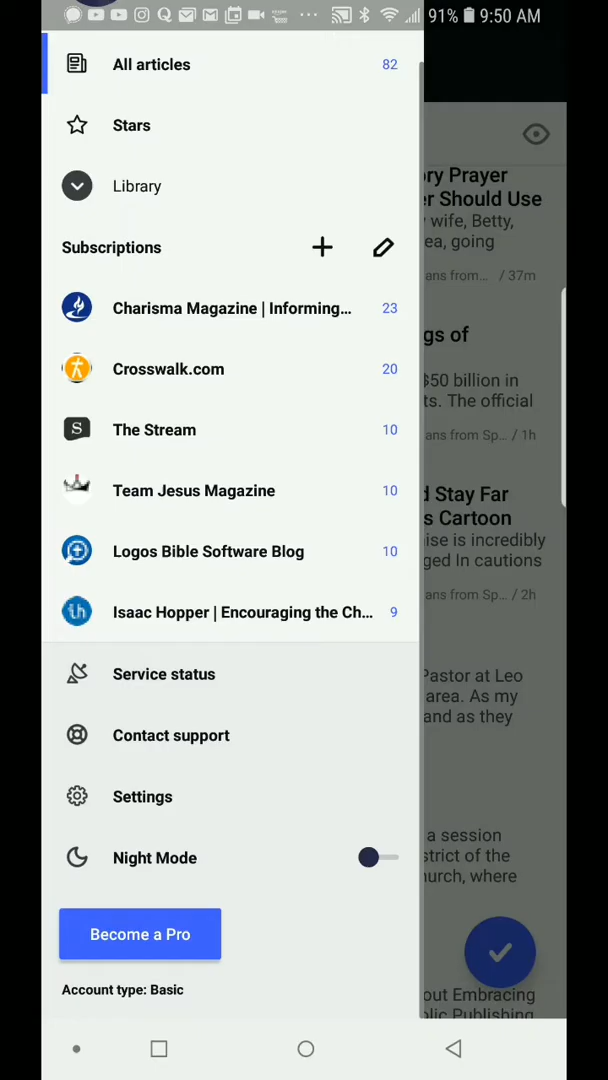 91% 9:50 AM
All articles 82
Stars
Library
Subscriptions
Charisma Magazine | Informing... 23
Crosswalk.com 20
S The Stream 10
Team Jesus Magazine 10
Logos Bible Software Blog 10
th Isaac Hopper | Encouraging the Ch... 9
Service status
Contact support
Settings
Night Mode
Become a Pro
Account type: Basic
ory Prayer
r Should Use
wife, Betty,
ea, going
ans from... / 37m
gs of
$50 billion in
ts. The official
ans from Sp... / 1h
d Stay Far
s Cartoon
ise is incredibly
ged In cautions
ans from Sp... / 2h
Pastor at Leo
area. As my
and as they
a session
strict of the
hurch, where
out Embracing
olic Publishing